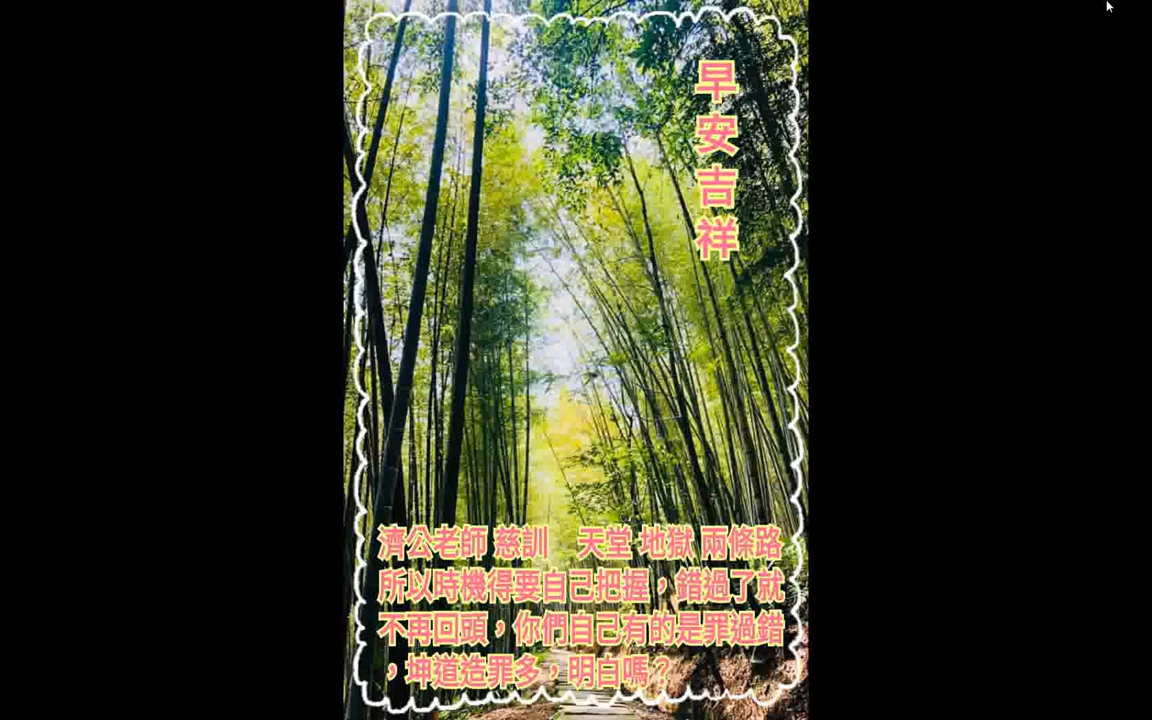 早安吉祥
濟公老師 慈訓　天堂 地獄 兩條路
所以時機得要自己把握，錯過了就
不再回頭，你們自己有的是罪過錯
，坤道造罪多，明白嗎？